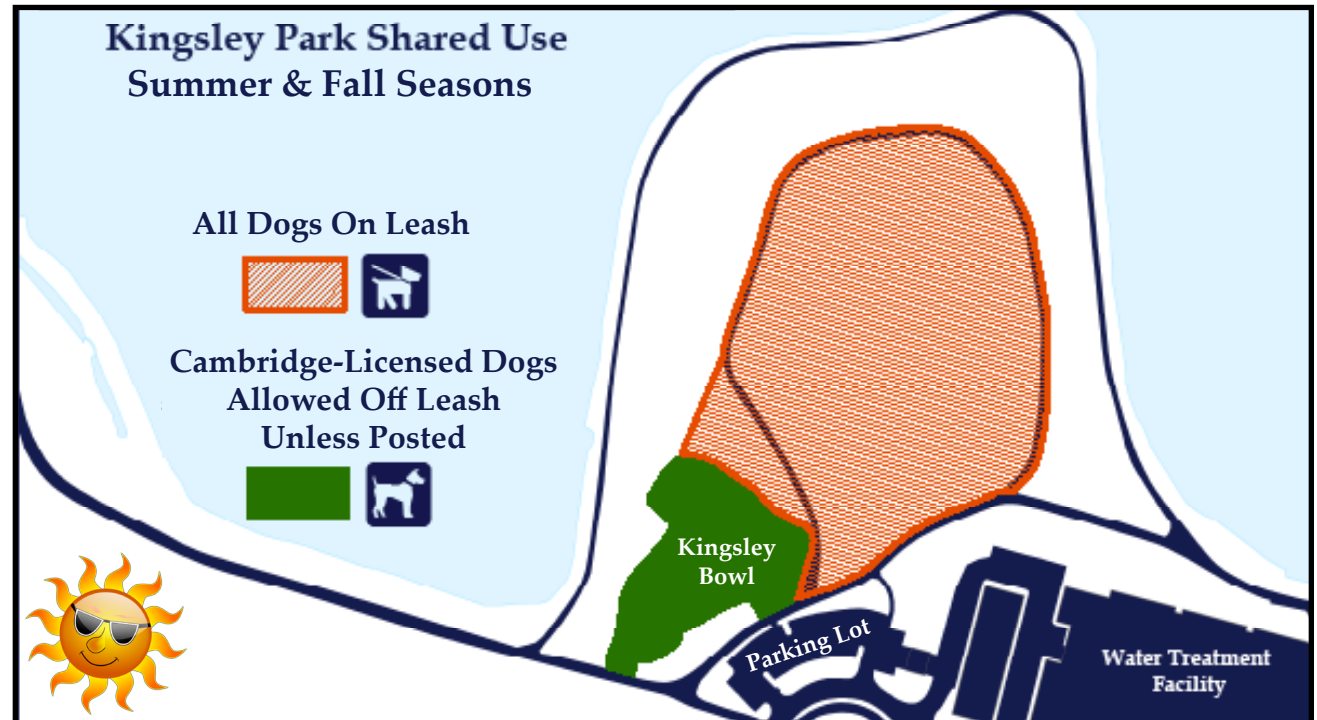 Kingsley Park Shared Use
Summer & Fall Seasons
All Dogs On Leash
Cambridge-Licensed Dogs
Allowed Off Leash
Unless Posted
Kingsley
Bowl
Parking Lot
Water Treatment
Facility